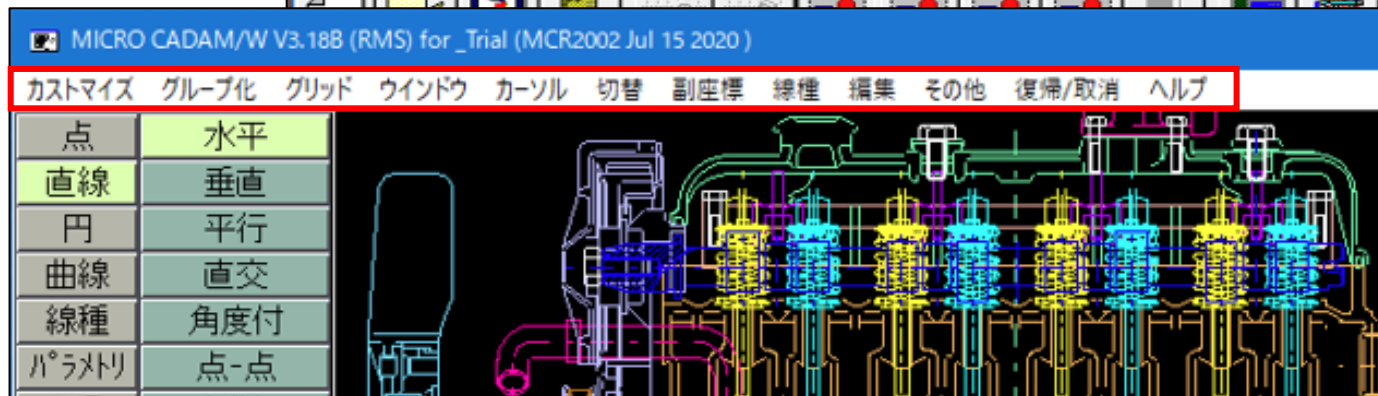 MICRO CADAM/W V3.18B (RMS) for _Trial (MCR2002 Jul 15 2020 )
カストマイズ グループ化 グリッド ウインドウ カーソル 切替 副座標 線種 編集 その他 復帰/取消 ヘルプ
点 水平
直線 垂直
円 平行
曲線 直交
線種 角度付
パラメトリ 点-点